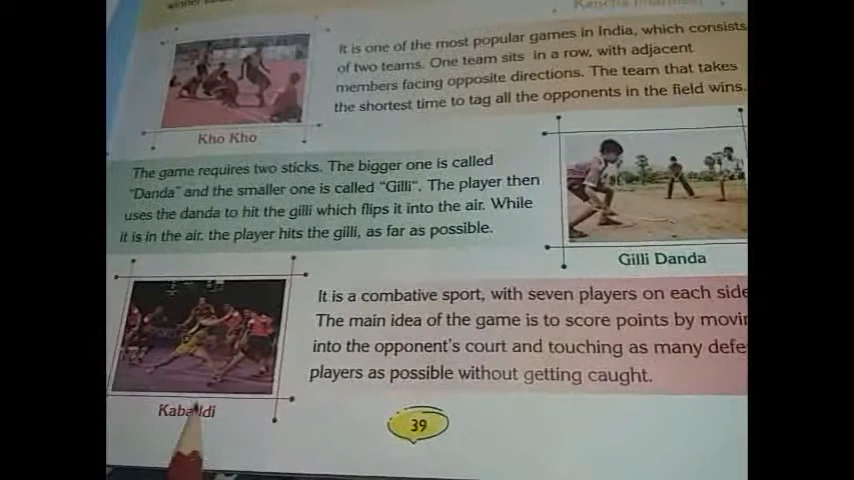 winner
It is one of the most popular games in India, which consists
of two teams. One team sits in a row, with adjacent
members facing opposite directions. The team that takes
the shortest time to tag all the opponents in the field wins.
Kho Kho
The game requires two sticks. The bigger one is called
"Danda" and the smaller one is called "Gilli". The player then
uses the danda to hit the gilli which flips it into the air. While
it is in the air, the player hits the gilli, as far as possible.
Gilli Danda
It is a combative sport, with seven players on each side
The main idea of the game is to score points by movin
into the opponent's court and touching as many defe
players as possible without getting caught.
Kabaddi
39